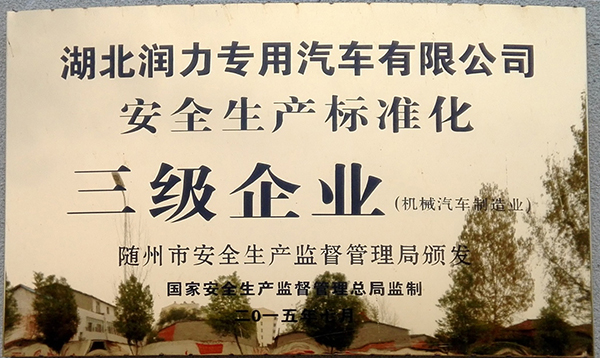 湖北润力专用汽车有限公司
安全生产标准化
三级企业(机械汽车制造业)
随州市安全生产监督管理局颁发
国家安全生产监督管理总局监制
二〇一五年七月